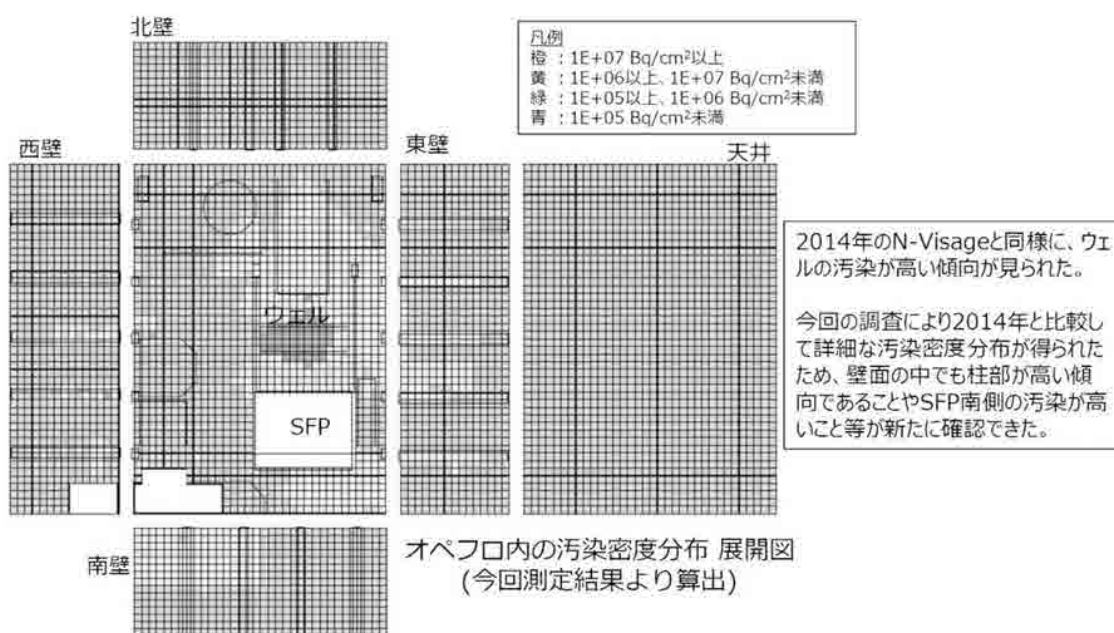 北壁
凡例
橙 : 1E+07 Bq/cm²以上
黄 : 1E+06以上、1E+07 Bq/cm²未満
緑 : 1E+05以上、1E+06 Bq/cm²未満
青 : 1E+05 Bq/cm²未満
西壁
東壁
天井
2014年のN-Visageと同様に、ウェ
ルの汚染が高い傾向が見られた。
今回の調査により2014年と比較し
て詳細な汚染密度分布が得られた
ため、壁面の中でも柱部が高い傾
向であることやSFP南側の汚染が高
いこと等が新たに確認できた。
ウェル
SFP
南壁
オペフロ内の汚染密度分布 展開図
(今回測定結果より算出)